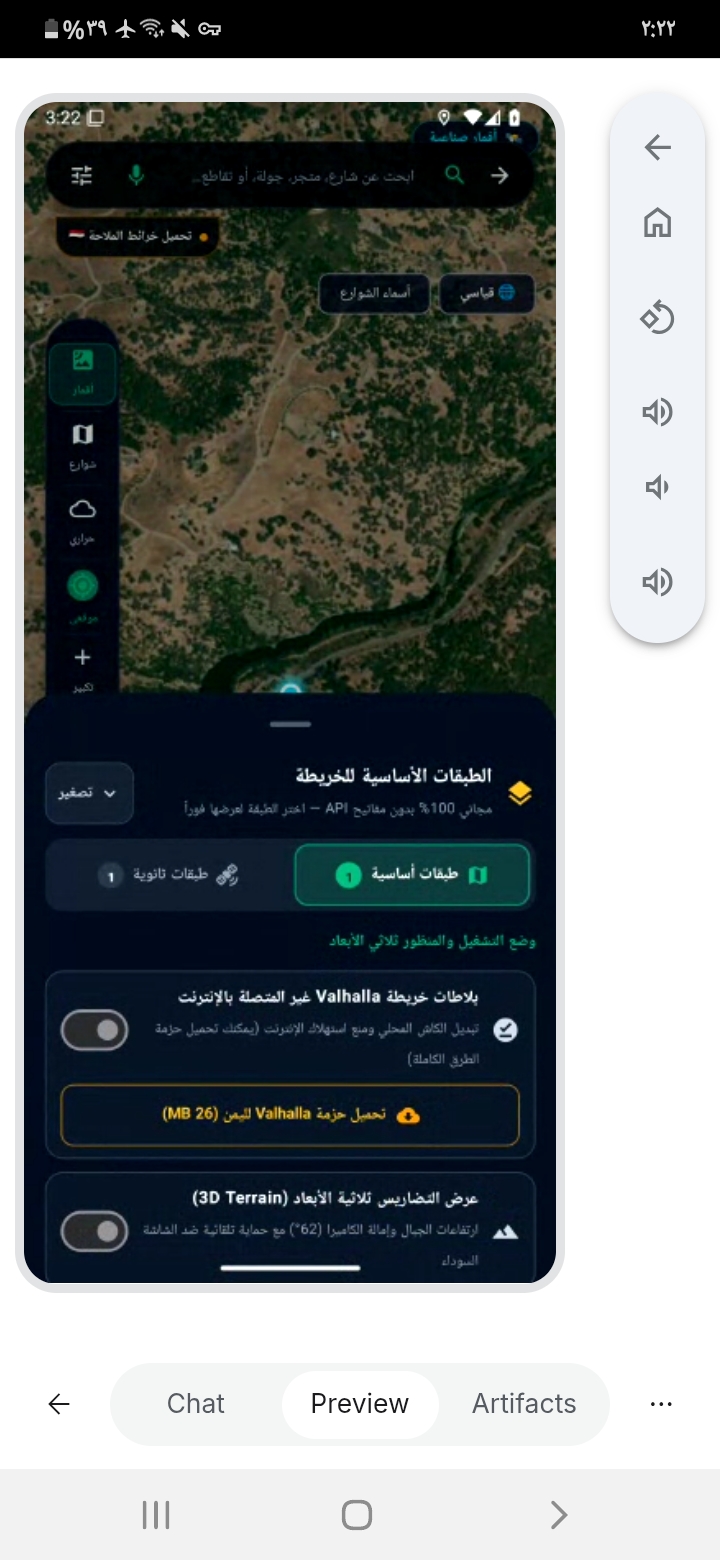 %٣٩
٢:٢٢
3:22
أقمار صناعية
ابحث عن شارع, متجر, جولة, أو تقاطع...
تحميل خرائط الملاحة
قياسي
أسماء الشوارع
أقمار
شوارع
حراري
موقعي
تكبير
الطبقات الأساسية للخريطة
مجاني 100% بدون مفاتيح API – اختر الطبقة لعرضها فوراً
تصغير
طبقات أساسية 1
طبقات ثانوية 1
وضع التشغيل والمنظور ثلاثي الأبعاد
بلاطات خريطة Valhalla غير المتصلة بالإنترنت
تبديل الكاش المحلي ومنع استهلاك الإنترنت (يمكنك تحميل حزمة
الطرق الكاملة)
تحميل حزمة Valhalla لليمن (26 MB)
عرض التضاريس ثلاثية الأبعاد (3D Terrain)
ارتفاعات الجبال وإمالة الكاميرا (62°) مع حماية تلقائية ضد الشاشة
السوداء
Chat
Preview
Artifacts